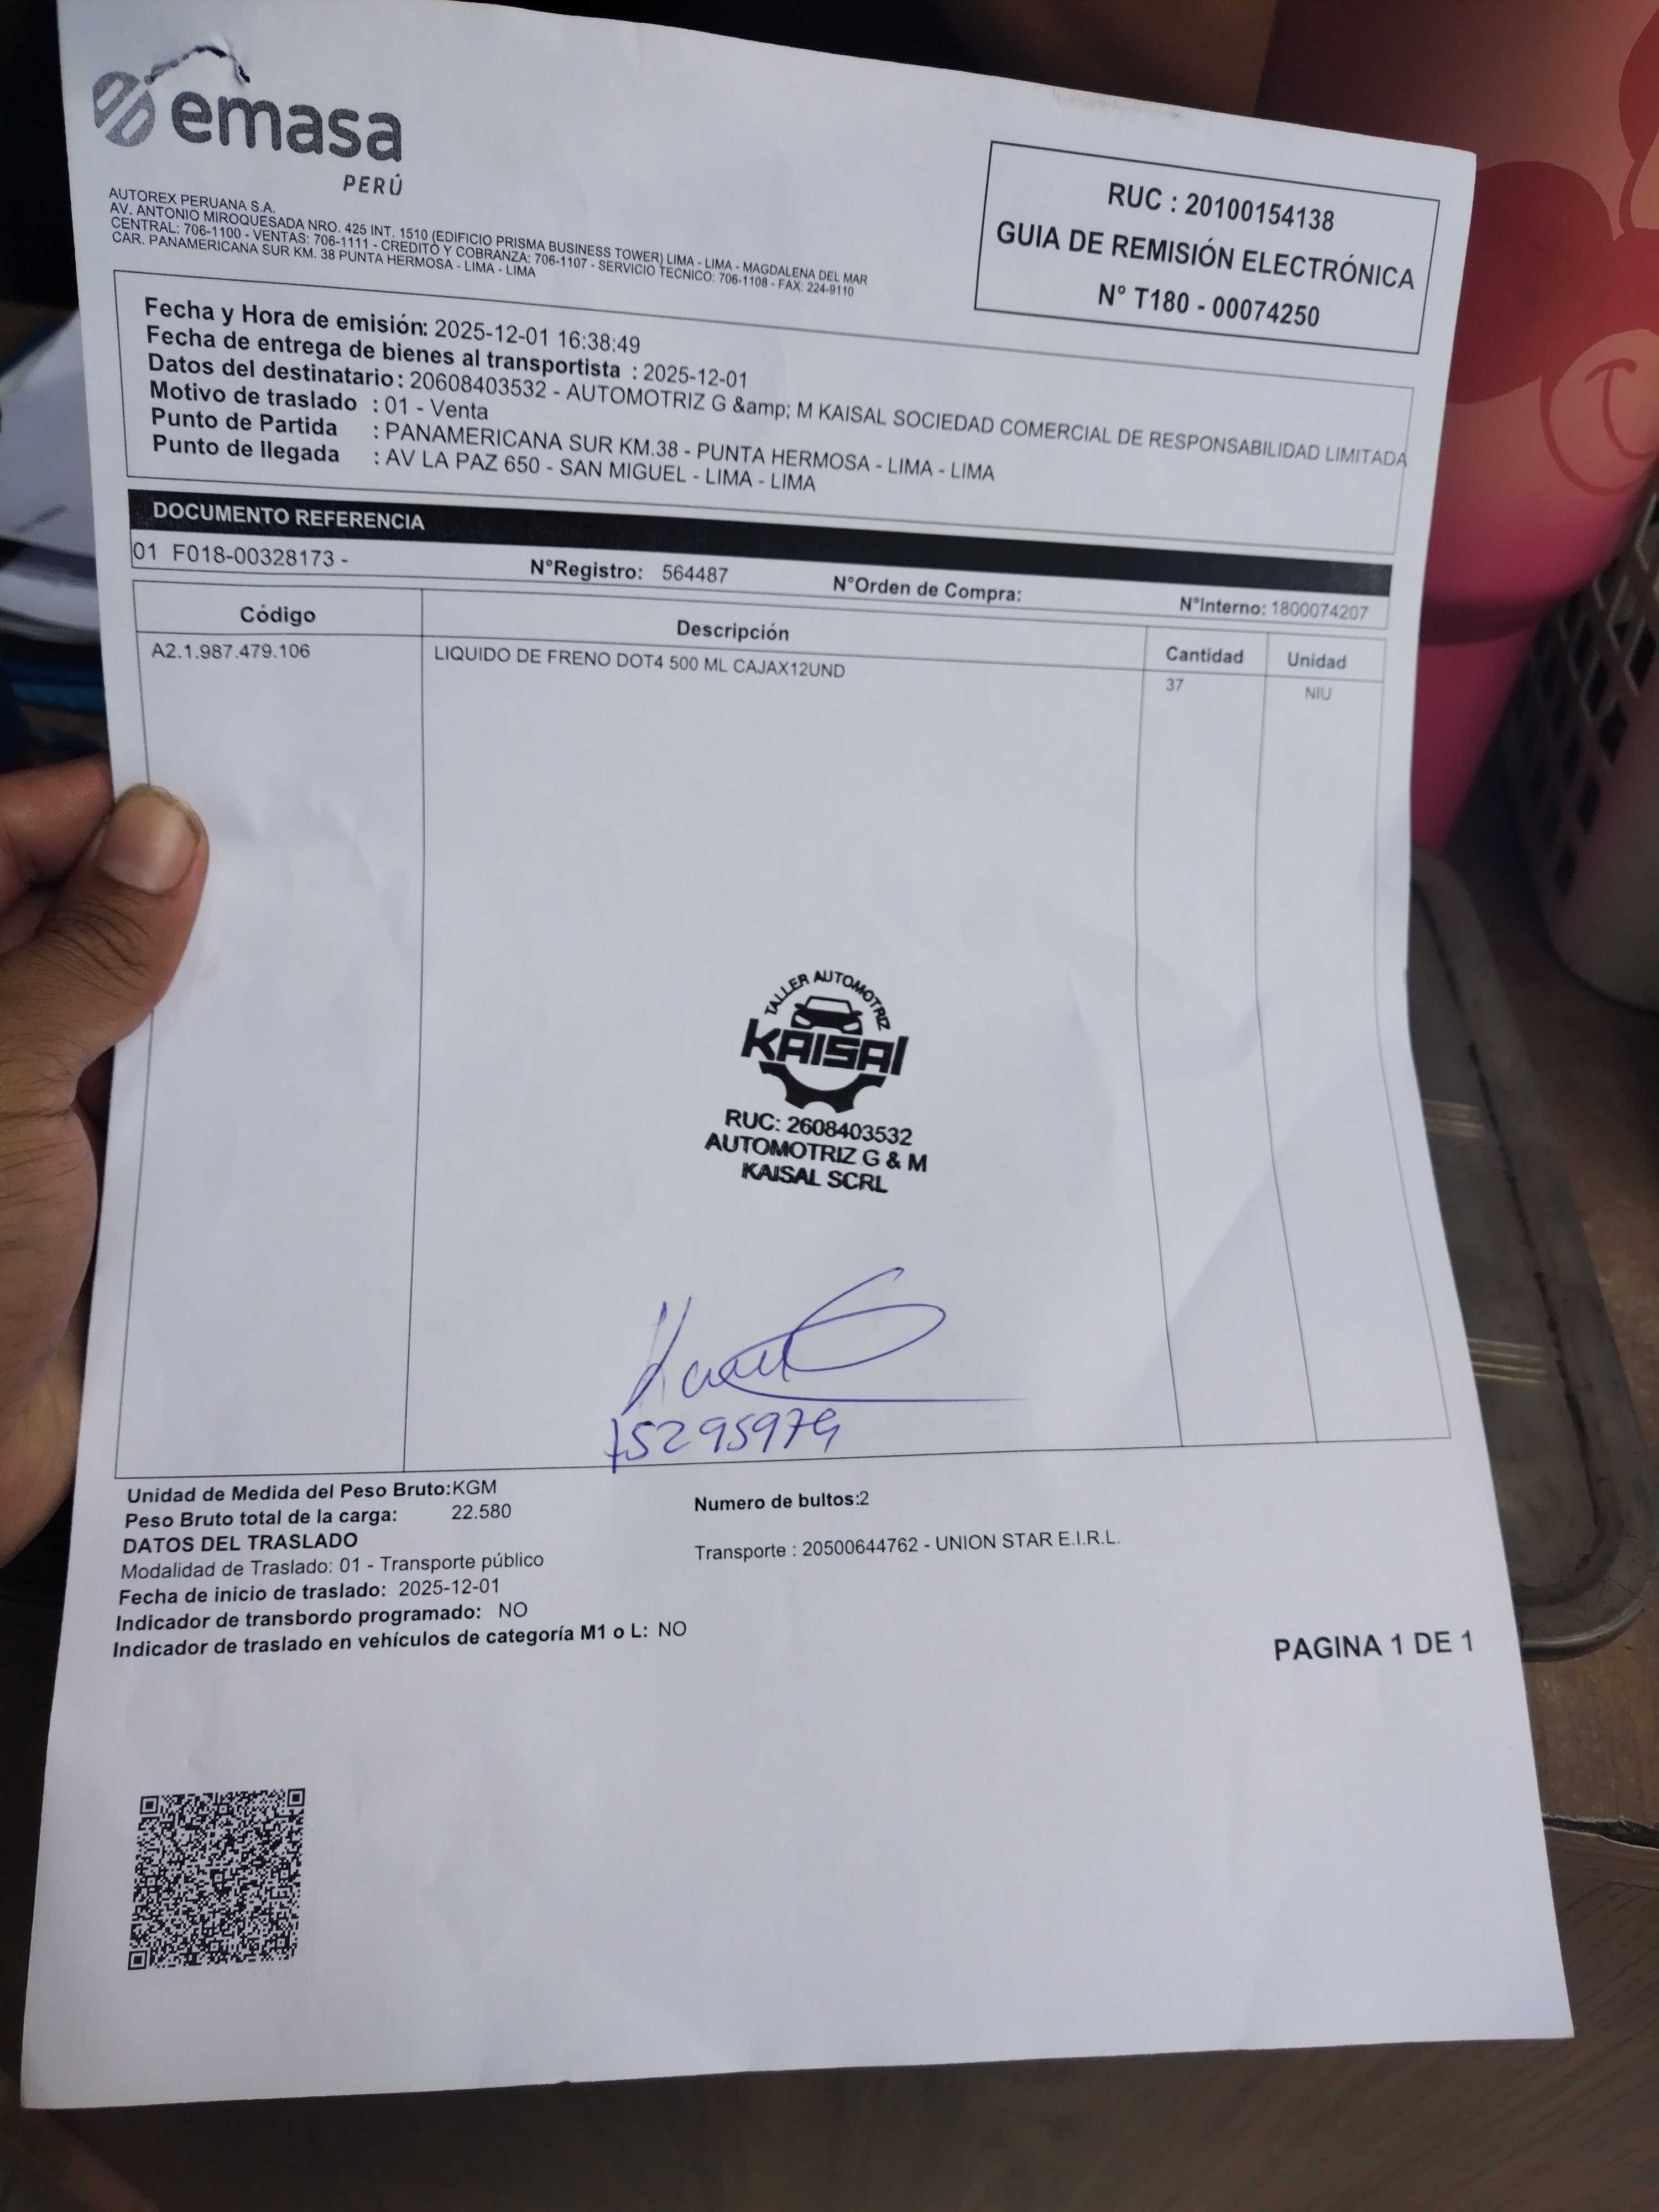 emasa
PERÚ
AUTOREX PERUANA S.A.
AV. ANTONIO MIROQUESADA NRO. 425 INT. 1510 (EDIFICIO PRISMA BUSINESS TOWER) LIMA - LIMA - MAGDALENA DEL MAR
CENTRAL: 706-1100 - VENTAS: 706-1111 - CREDITO Y COBRANZA: 706-1107 - SERVICIO TECNICO: 706-1108 - FAX: 224-9110
CAR. PANAMERICANA SUR KM. 38 PUNTA HERMOSA - LIMA - LIMA
RUC : 20100154138
GUIA DE REMISIÓN ELECTRÓNICA
N° T180 - 00074250
Fecha y Hora de emisión: 2025-12-01 16:38:49
Fecha de entrega de bienes al transportista : 2025-12-01
Datos del destinatario : 20608403532 - AUTOMOTRIZ G &amp; M KAISAL SOCIEDAD COMERCIAL DE RESPONSABILIDAD LIMITADA
Motivo de traslado : 01 - Venta
Punto de Partida : PANAMERICANA SUR KM.38 - PUNTA HERMOSA - LIMA - LIMA
Punto de llegada : AV LA PAZ 650 - SAN MIGUEL - LIMA - LIMA
DOCUMENTO REFERENCIA
01 F018-00328173 - N°Registro: 564487 N°Orden de Compra: N°Interno: 1800074207
Código Descripción Cantidad Unidad
A2.1.987.479.106 LIQUIDO DE FRENO DOT4 500 ML CAJAX12UND 37 NIU
TALLER AUTOMOTRIZ
KAISAL
RUC: 2608403532
AUTOMOTRIZ G & M
KAISAL SCRL
75295979
Unidad de Medida del Peso Bruto:KGM
Peso Bruto total de la carga: 22.580
Numero de bultos:2
DATOS DEL TRASLADO
Modalidad de Traslado: 01 - Transporte público
Transporte : 20500644762 - UNION STAR E.I.R.L.
Fecha de inicio de traslado: 2025-12-01
Indicador de transbordo programado: NO
Indicador de traslado en vehículos de categoría M1 o L: NO
PAGINA 1 DE 1